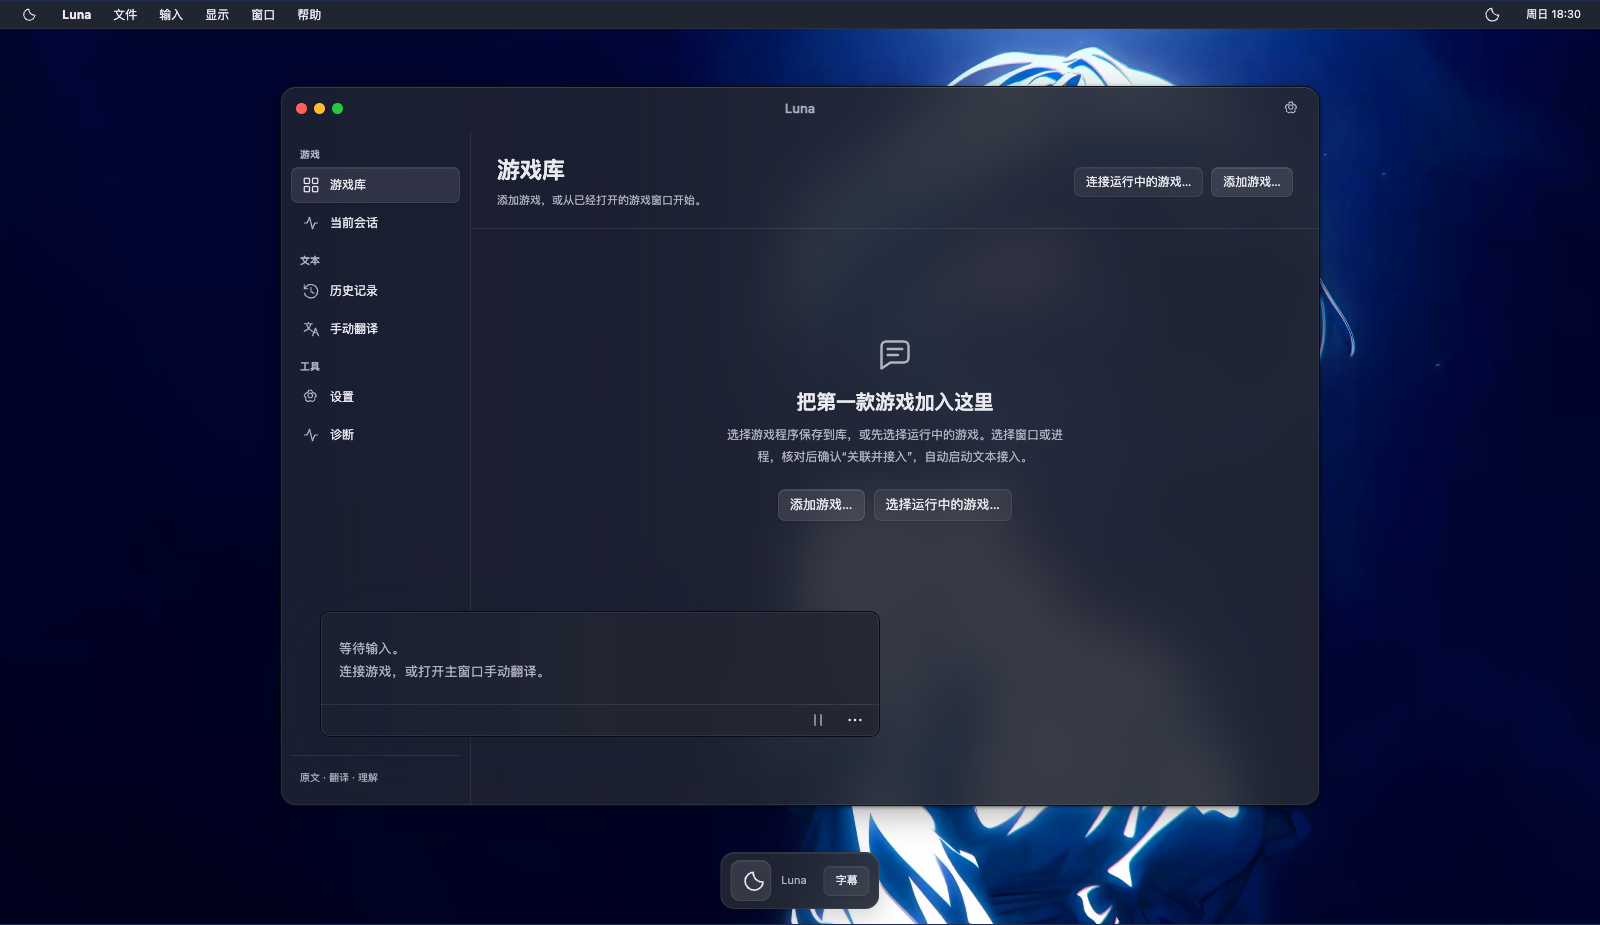 Luna 文件 输入 显示 窗口 帮助 周日 18:30
Luna
游戏
游戏库
当前会话
文本
历史记录
手动翻译
工具
设置
诊断
原文 · 翻译 · 理解
游戏库
添加游戏，或从已经打开的游戏窗口开始。
连接运行中的游戏... 添加游戏...
把第一款游戏加入这里
选择游戏程序保存到库，或先选择运行中的游戏。选择窗口或进
程，核对后确认“关联并接入”，自动启动文本接入。
添加游戏... 选择运行中的游戏...
等待输入。
连接游戏，或打开主窗口手动翻译。
Luna 字幕